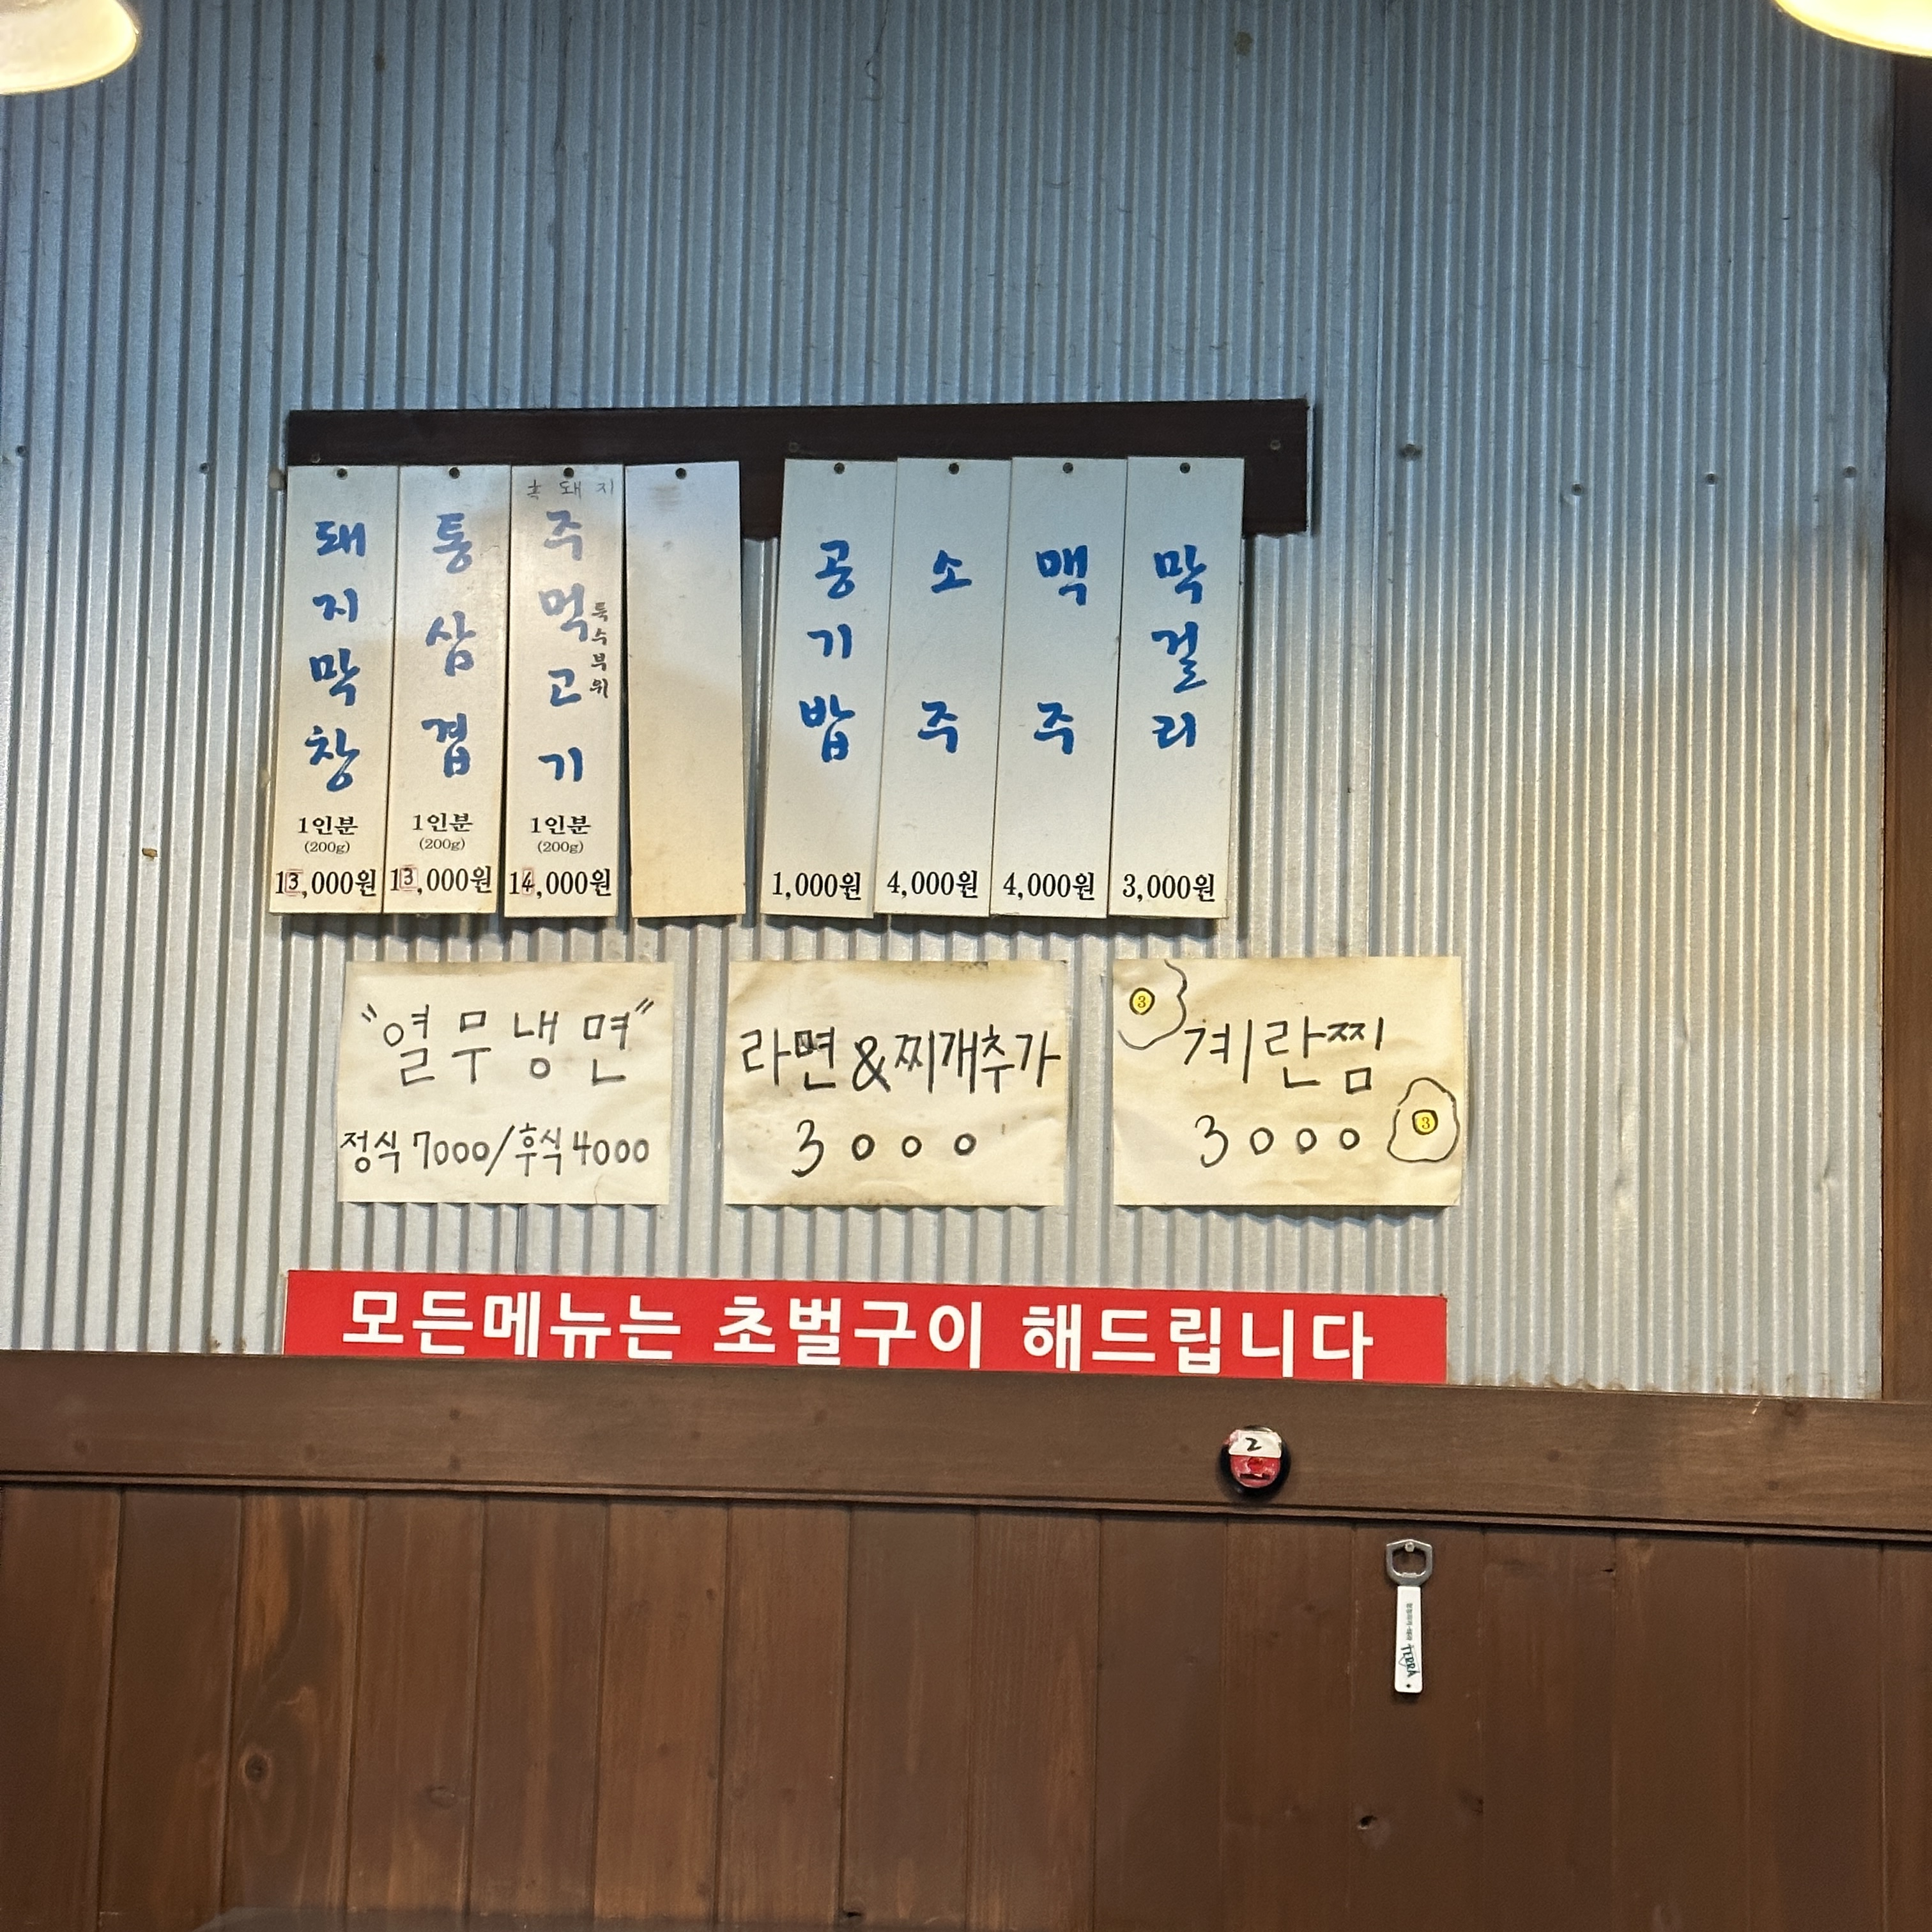 돼지막창
1인분
(200g)
13,000원
통삼겹
1인분
(200g)
13,000원
흑돼지
주먹고기
특수부위
1인분
(200g)
14,000원
공기밥
1,000원
소주
4,000원
맥주
4,000원
막걸리
3,000원
"열무냉면"
정식 7000/후식 4000
라면&찌개추가
3000
3
계란찜
3000
3
모든메뉴는 초벌구이 해드립니다
2
TERRA